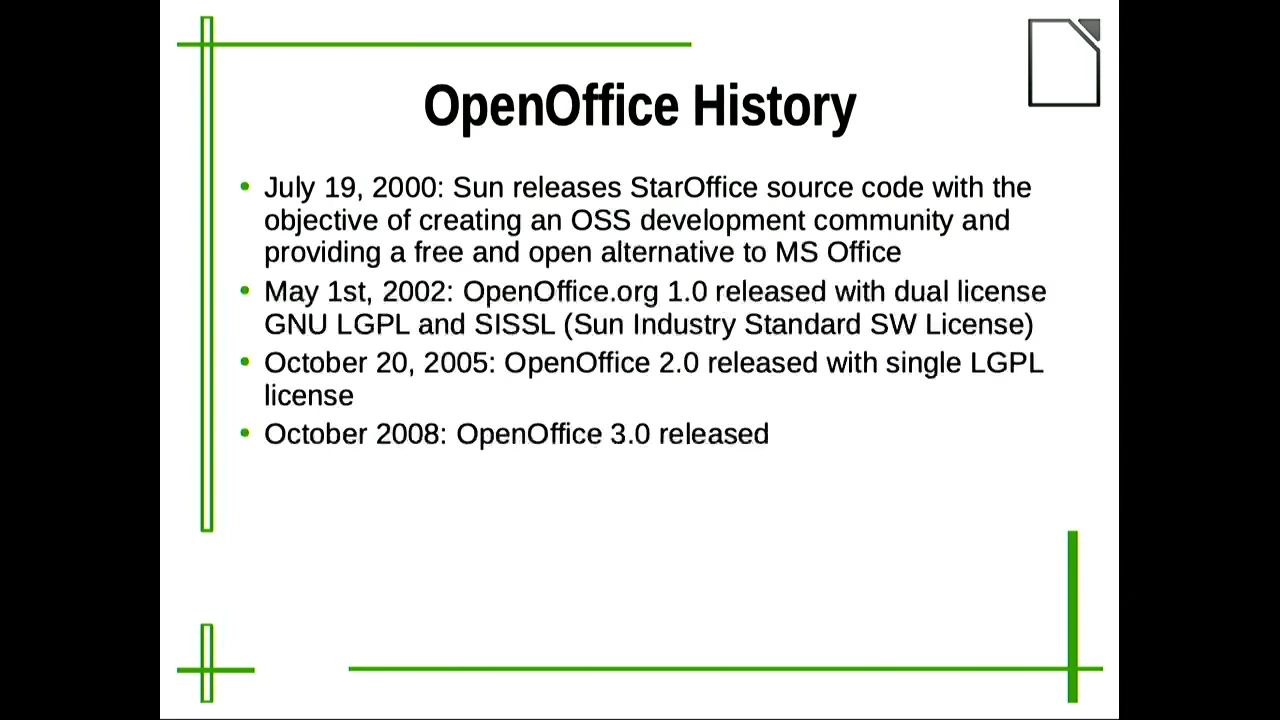 OpenOffice History
• July 19, 2000: Sun releases StarOffice source code with the
objective of creating an OSS development community and
providing a free and open alternative to MS Office
• May 1st, 2002: OpenOffice.org 1.0 released with dual license
GNU LGPL and SISSL (Sun Industry Standard SW License)
• October 20, 2005: OpenOffice 2.0 released with single LGPL
license
• October 2008: OpenOffice 3.0 released